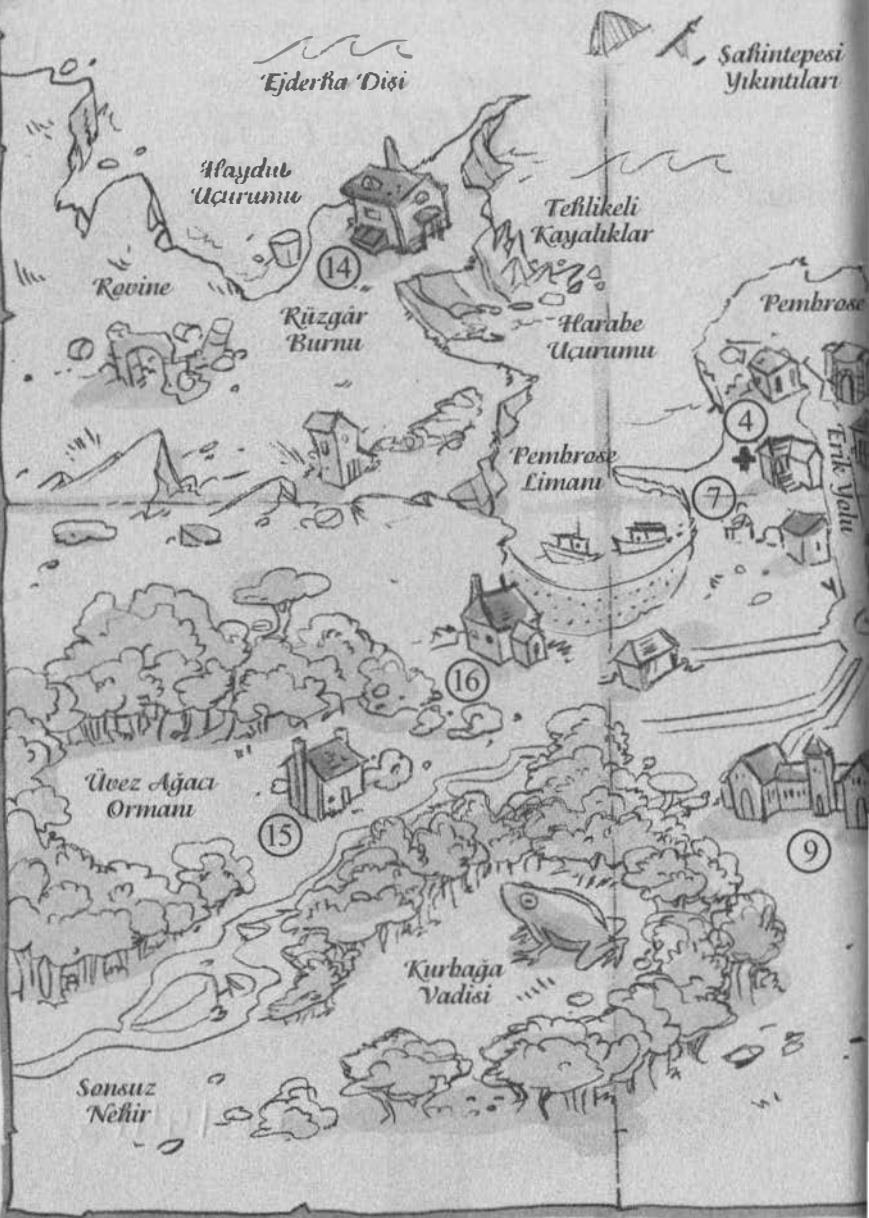 Ejderha Dişi
Şahintepesi
Yıkıntıları
Haydut
Uçurumu
Tehlikeli
Kayalıklar
14
Rovine
Rüzgâr
Burnu
Harabe
Uçurumu
Pembrose
4
Erik Yolu
Pembrose
Limanı
7
16
Üvez Ağacı
Ormanı
15
9
Kurbağa
Vadisi
Sonsuz
Nehir